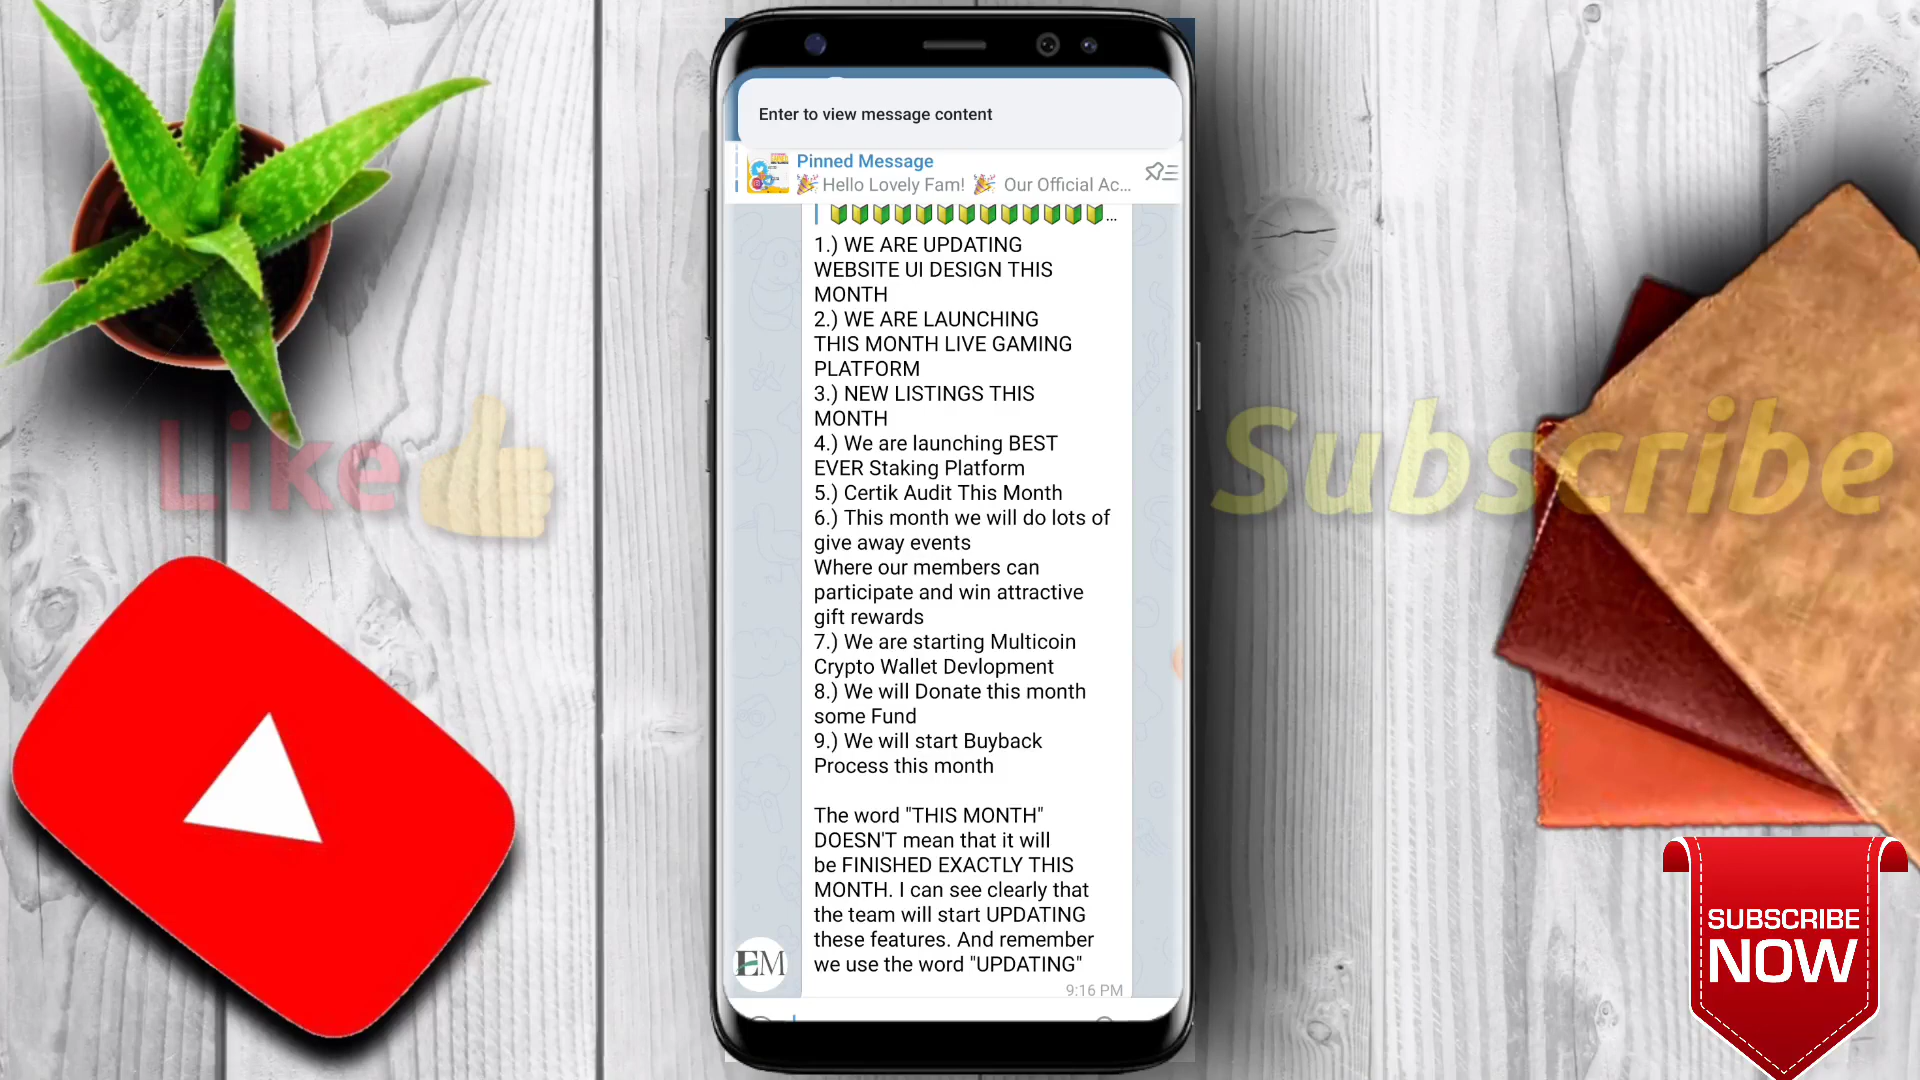 Enter to view message content
Pinned Message
🎉 Hello Lovely Fam! 🎉 Our Official Ac...
🔰🔰🔰🔰🔰🔰🔰🔰🔰🔰🔰🔰🔰...
1.) WE ARE UPDATING
WEBSITE UI DESIGN THIS
MONTH
2.) WE ARE LAUNCHING
THIS MONTH LIVE GAMING
PLATFORM
3.) NEW LISTINGS THIS
MONTH
4.) We are launching BEST
EVER Staking Platform
5.) Certik Audit This Month
6.) This month we will do lots of
give away events
Where our members can
participate and win attractive
gift rewards
7.) We are starting Multicoin
Crypto Wallet Devlopment
8.) We will Donate this month
some Fund
9.) We will start Buyback
Process this month
The word "THIS MONTH"
DOESN'T mean that it will
be FINISHED EXACTLY THIS
MONTH. I can see clearly that
the team will start UPDATING
these features. And remember
we use the word "UPDATING"
9:16 PM
EM
Like
Subscribe
SUBSCRIBE
NOW